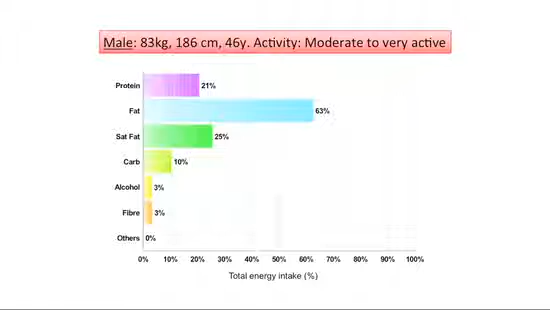 Male: 83kg, 186 cm, 46y. Activity: Moderate to very active
Protein 21%
Fat 63%
Sat Fat 25%
Carb 10%
Alcohol 3%
Fibre 3%
Others 0%
0% 10% 20% 30% 40% 50% 60% 70% 80% 90% 100%
Total energy intake (%)